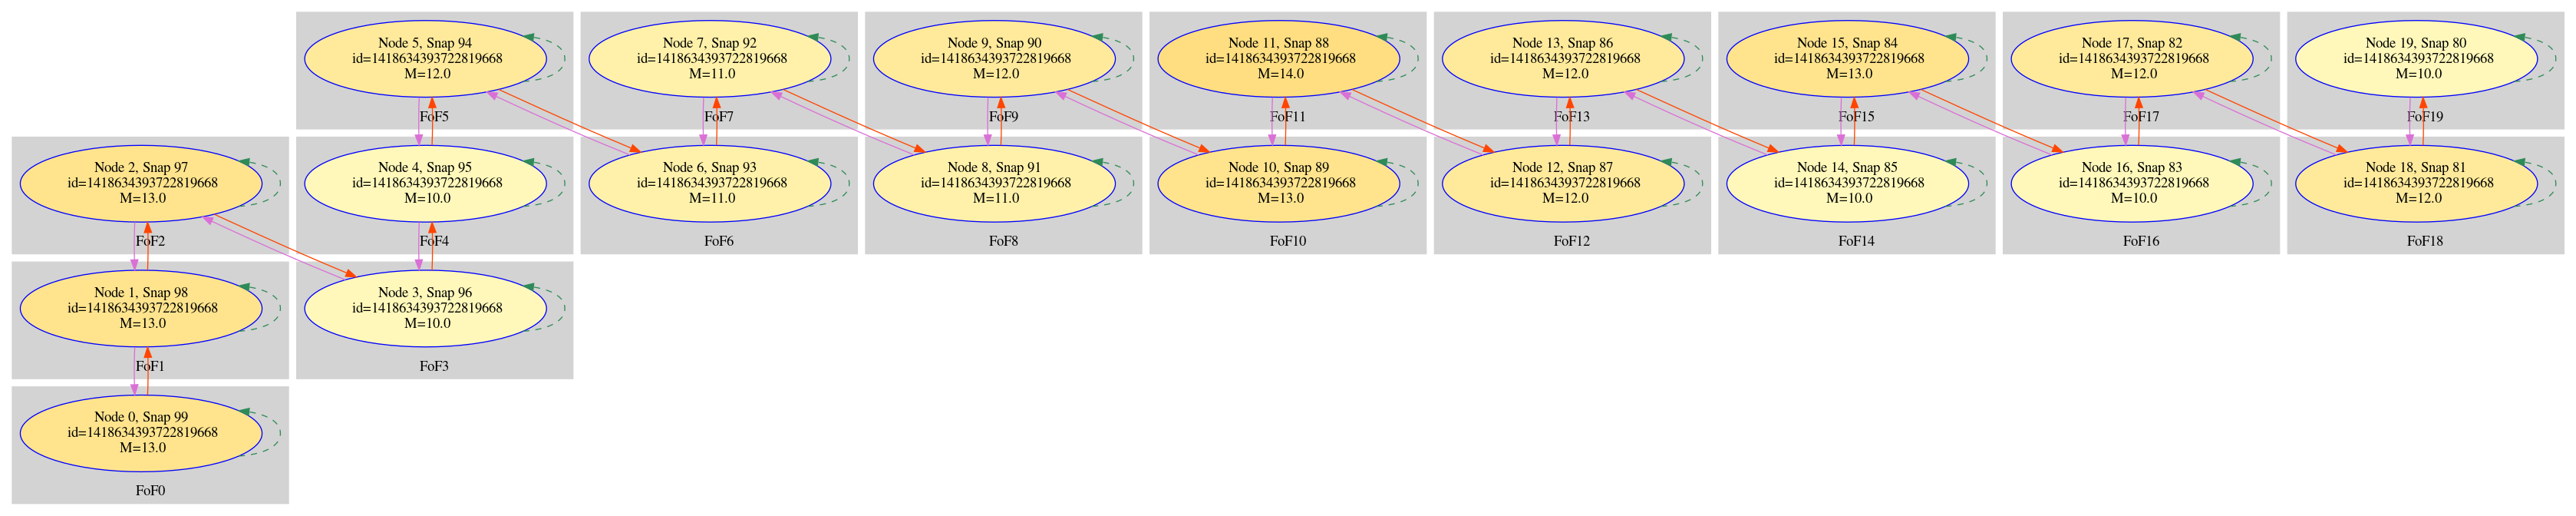 Node 5, Snap 94
id=1418634393722819668
M=12.0
FoF5
Node 7, Snap 92
id=1418634393722819668
M=11.0
FoF7
Node 9, Snap 90
id=1418634393722819668
M=12.0
FoF9
Node 11, Snap 88
id=1418634393722819668
M=14.0
FoF11
Node 13, Snap 86
id=1418634393722819668
M=12.0
FoF13
Node 15, Snap 84
id=1418634393722819668
M=13.0
FoF15
Node 17, Snap 82
id=1418634393722819668
M=12.0
FoF17
Node 19, Snap 80
id=1418634393722819668
M=10.0
FoF19
Node 2, Snap 97
id=1418634393722819668
M=13.0
FoF2
Node 4, Snap 95
id=1418634393722819668
M=10.0
FoF4
Node 6, Snap 93
id=1418634393722819668
M=11.0
FoF6
Node 8, Snap 91
id=1418634393722819668
M=11.0
FoF8
Node 10, Snap 89
id=1418634393722819668
M=13.0
FoF10
Node 12, Snap 87
id=1418634393722819668
M=12.0
FoF12
Node 14, Snap 85
id=1418634393722819668
M=10.0
FoF14
Node 16, Snap 83
id=1418634393722819668
M=10.0
FoF16
Node 18, Snap 81
id=1418634393722819668
M=12.0
FoF18
Node 1, Snap 98
id=1418634393722819668
M=13.0
FoF1
Node 3, Snap 96
id=1418634393722819668
M=10.0
FoF3
Node 0, Snap 99
id=1418634393722819668
M=13.0
FoF0